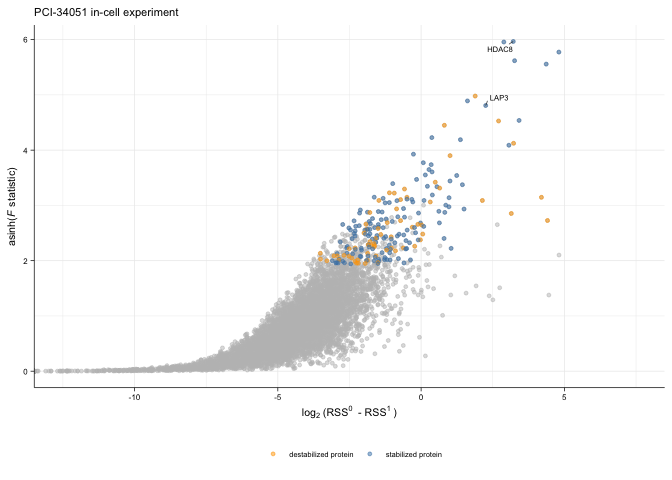 PCI-34051 in-cell experiment
asinh(F statistic)
6
4
2
0
HDAC8
LAP3
-10
-5
0
5
log₂ (RSS⁰ - RSS¹)
destabilized protein
stabilized protein